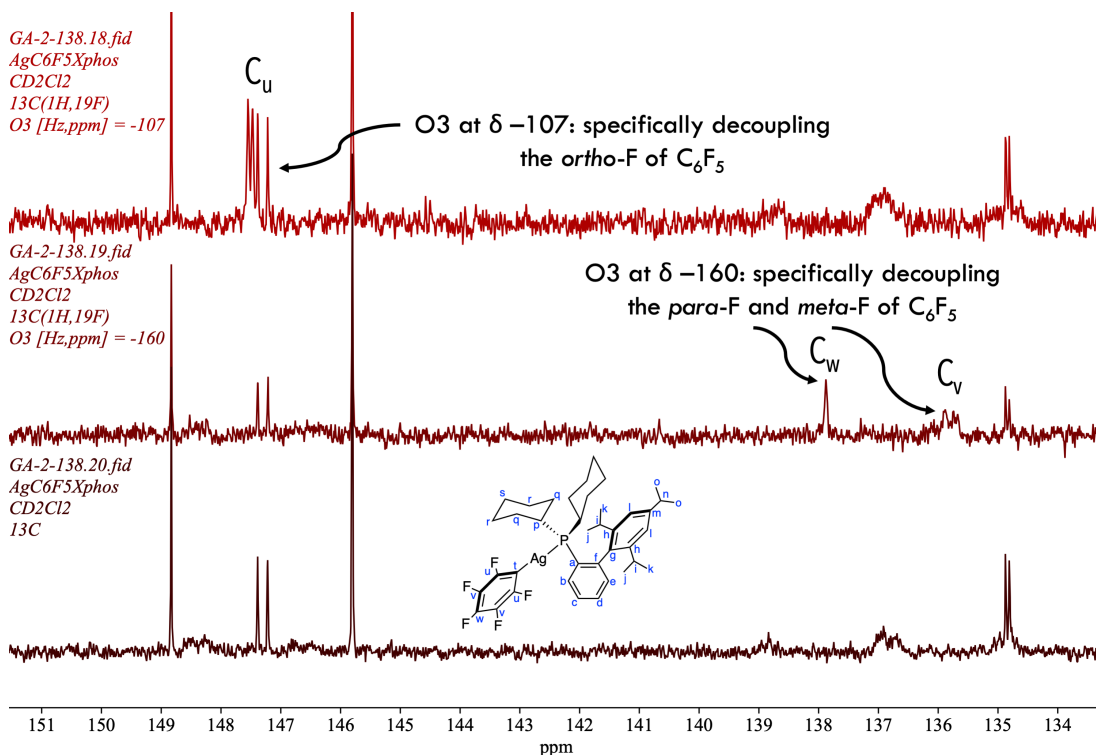 GA-2-138.18.fid
AgC6F5Xphos
CD2Cl2
13C(1H,19F)
O3 [Hz,ppm] = -107
Cu
O3 at δ –107: specifically decoupling
the ortho-F of C6F5
GA-2-138.19.fid
AgC6F5Xphos
CD2Cl2
13C(1H,19F)
O3 [Hz,ppm] = -160
O3 at δ –160: specifically decoupling
the para-F and meta-F of C6F5
Cw
Cv
GA-2-138.20.fid
AgC6F5Xphos
CD2Cl2
13C
s
r
q
r
q
p
P
Ag
a
b
c
d
e
f
g
h
i
j
k
l
m
n
o
o
l
h
i
j
k
F
u
t
F
v
F
w
F
v
u
F
151 150 149 148 147 146 145 144 143 142 141 140 139 138 137 136 135 134
ppm